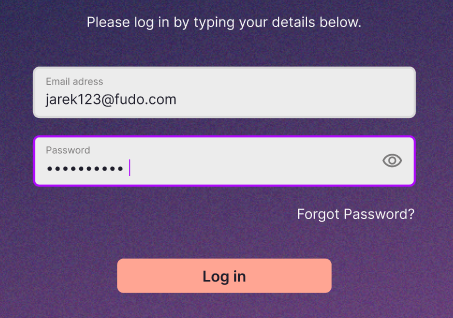 Please log in by typing your details below.
Email adress
jarek123@fudo.com
Password
••••••••••
Forgot Password?
Log in